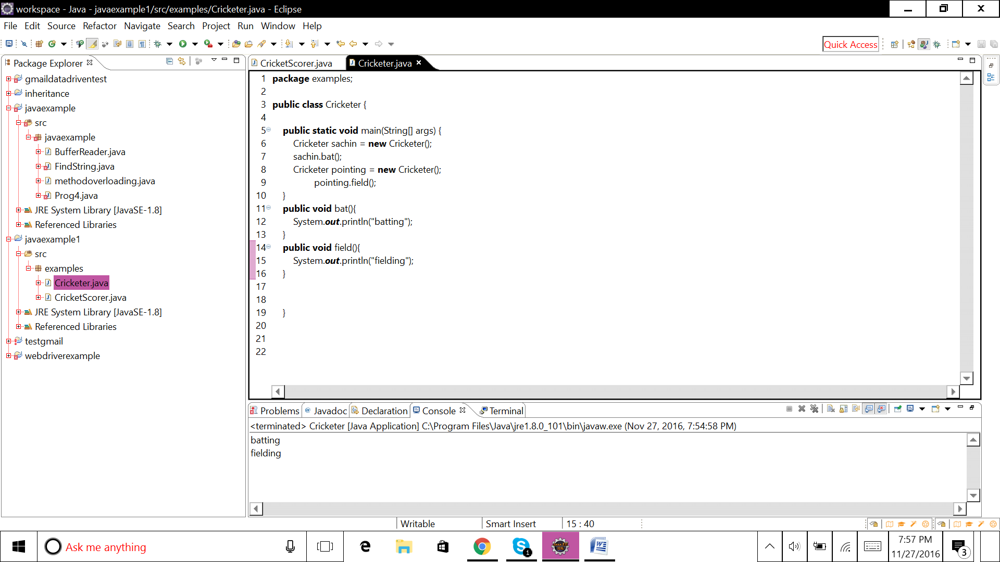 workspace - Java - javaexample1/src/examples/Cricketer.java - Eclipse
File Edit Source Refactor Navigate Search Project Run Window Help
Quick Access
Package Explorer
gmaildatadriventest
inheritance
javaexample
src
javaexample
BufferReader.java
FindString.java
methodoverloading.java
Prog4.java
JRE System Library [JavaSE-1.8]
Referenced Libraries
javaexample1
src
examples
Cricketer.java
CricketScorer.java
JRE System Library [JavaSE-1.8]
Referenced Libraries
testgmail
webdriverexample
CricketScorer.java Cricketer.java
1 package examples;
2
3 public class Cricketer {
4
5 public static void main(String[] args) {
6 Cricketer sachin = new Cricketer();
7 sachin.bat();
8 Cricketer pointing = new Cricketer();
9 pointing.field();
10 }
11 public void bat(){
12 System.out.println("batting");
13 }
14 public void field(){
15 System.out.println("fielding");
16 }
17
18
19 }
20
21
22
Problems Javadoc Declaration Console Terminal
<terminated> Cricketer [Java Application] C:\Program Files\Java\jre1.8.0_101\bin\javaw.exe (Nov 27, 2016, 7:54:58 PM)
batting
fielding
Writable Smart Insert 15 : 40
Ask me anything
1
Java EE
IDE
7:57 PM
11/27/2016
3